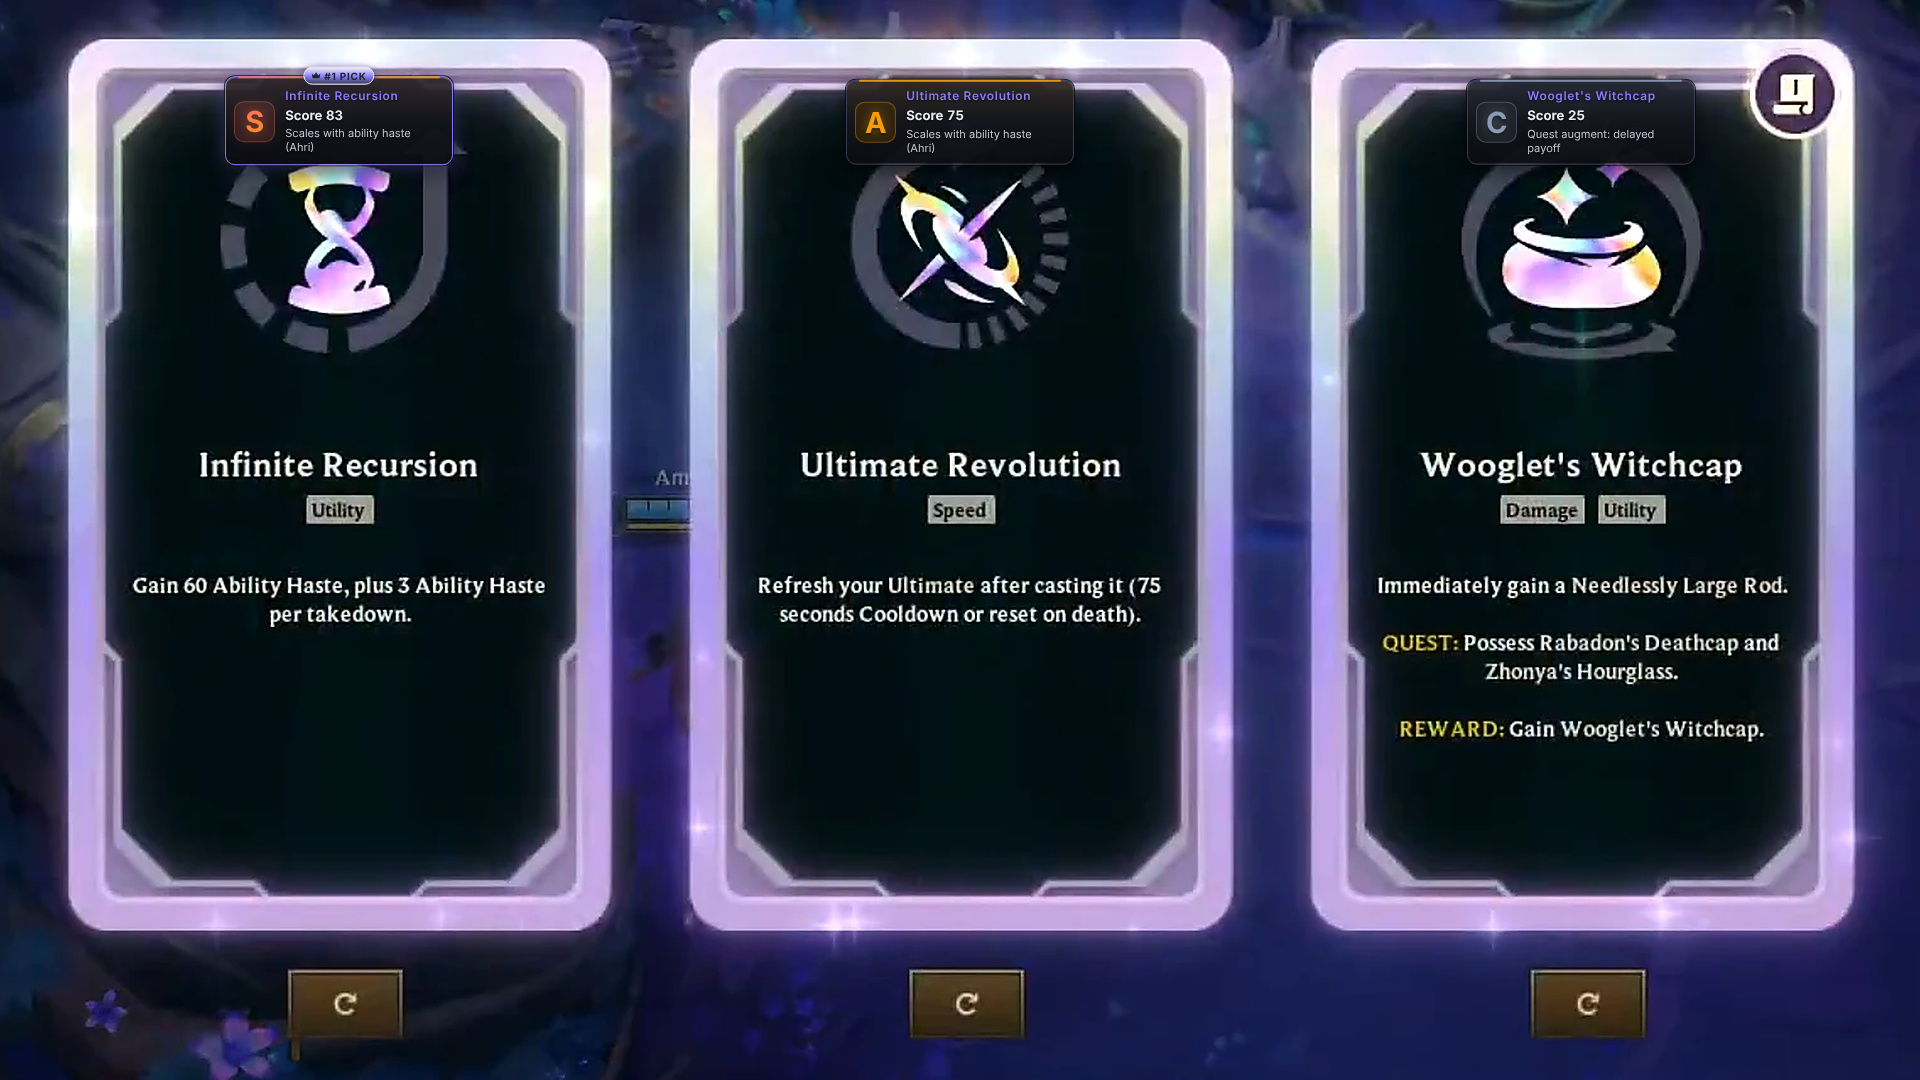 #1 PICK
S
Infinite Recursion
Score 83
Scales with ability haste
(Ahri)
Infinite Recursion
Utility
Gain 60 Ability Haste, plus 3 Ability Haste
per takedown.
A
Ultimate Revolution
Score 75
Scales with ability haste
(Ahri)
Ultimate Revolution
Speed
Refresh your Ultimate after casting it (75
seconds Cooldown or reset on death).
C
Wooglet's Witchcap
Score 25
Quest augment: delayed
payoff
Wooglet's Witchcap
Damage Utility
Immediately gain a Needlessly Large Rod.
QUEST: Possess Rabadon's Deathcap and
Zhonya's Hourglass.
REWARD: Gain Wooglet's Witchcap.